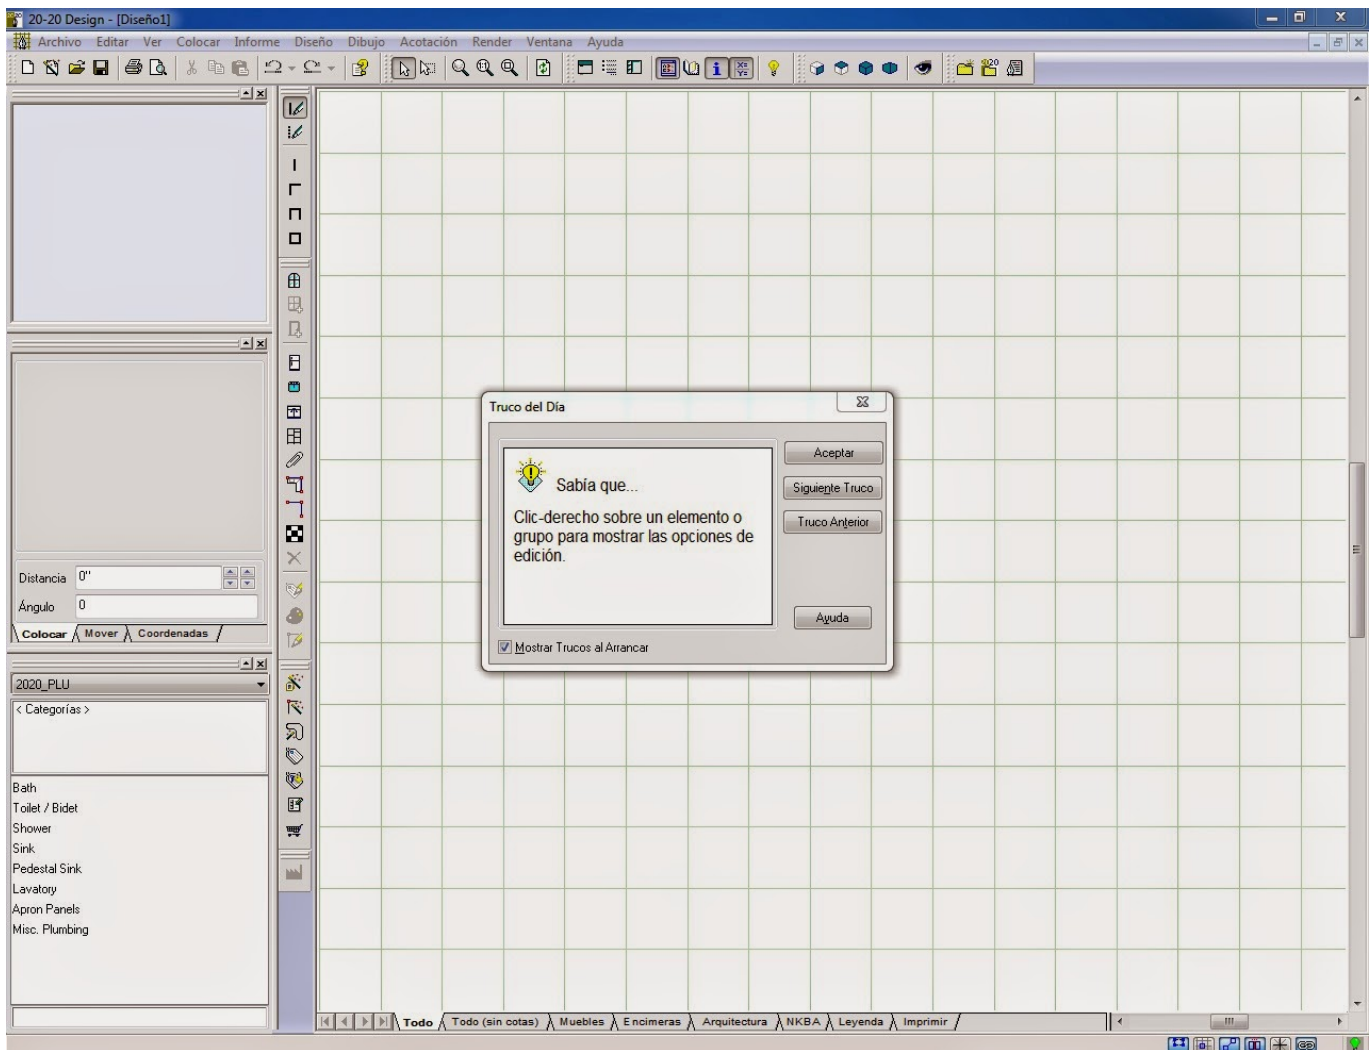 20-20 Design - [Diseño1]
Archivo Editar Ver Colocar Informe Diseño Dibujo Acotación Render Ventana Ayuda
Distancia 0"
Ángulo 0
Colocar Mover Coordenadas
2020_PLU
< Categorías >
Bath
Toilet / Bidet
Shower
Sink
Pedestal Sink
Lavatory
Apron Panels
Misc. Plumbing
Truco del Día
Sabía que...
Clic-derecho sobre un elemento o
grupo para mostrar las opciones de
edición.
Aceptar
Siguiente Truco
Truco Anterior
Ayuda
Mostrar Trucos al Arrancar
Todo Todo (sin cotas) Muebles Encimeras Arquitectura NKBA Leyenda Imprimir